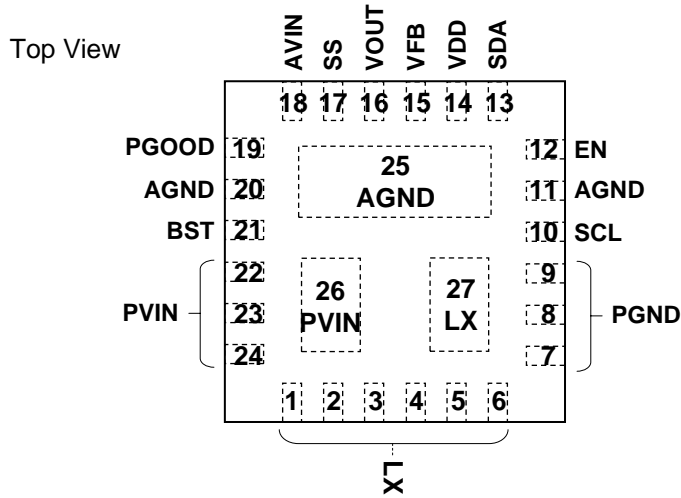 Top View
AVIN SS VOUT VFB VDD SDA
18 17 16 15 14 13
PGOOD 19
AGND 20
BST 21
22
PVIN 23
24
25
AGND
26
PVIN
27
LX
12 EN
11 AGND
10 SCL
9
8 PGND
7
1 2 3 4 5 6
LX